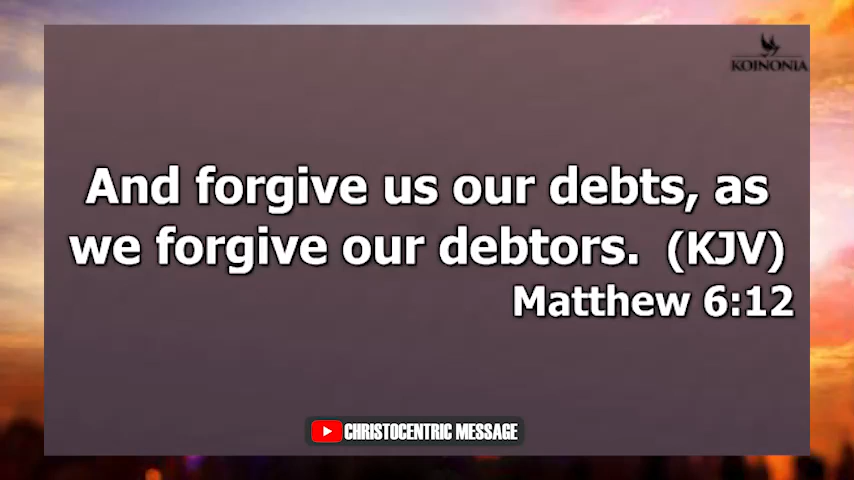 KOINONIA
And forgive us our debts, as
we forgive our debtors. (KJV)
Matthew 6:12
CHRISTOCENTRIC MESSAGE